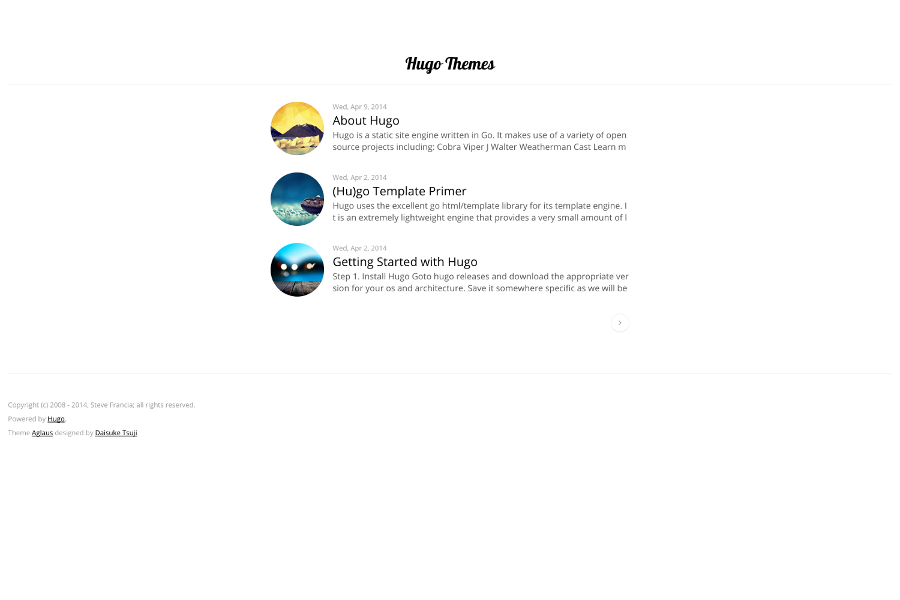 Hugo Themes
Wed, Apr 9, 2014
About Hugo
Hugo is a static site engine written in Go. It makes use of a variety of open
source projects including: Cobra Viper J Walter Weatherman Cast Learn m
Wed, Apr 2, 2014
(Hu)go Template Primer
Hugo uses the excellent go html/template library for its template engine. I
t is an extremely lightweight engine that provides a very small amount of l
Wed, Apr 2, 2014
Getting Started with Hugo
Step 1. Install Hugo Goto hugo releases and download the appropriate ver
sion for your os and architecture. Save it somewhere specific as we will be
Copyright (c) 2008 - 2014, Steve Francia; all rights reserved.
Powered by Hugo.
Theme Aglaus designed by Daisuke Tsuji